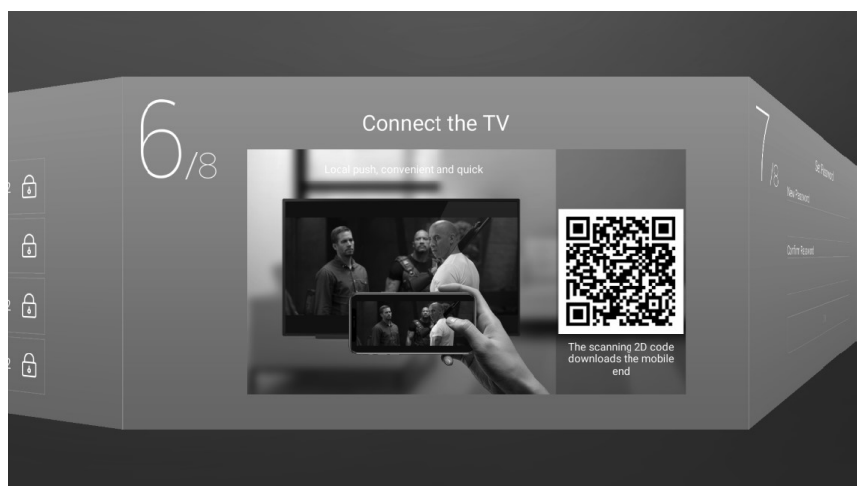 6/8
Connect the TV
Local push, convenient and quick
The scanning 2D code
downloads the mobile
end
7/8
Set Password
New Password
Confirm Password